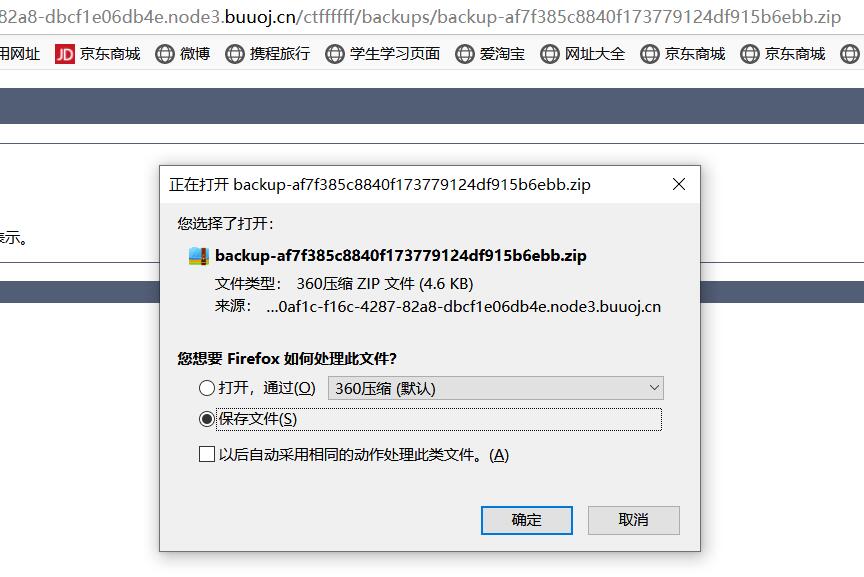 82a8-dbcf1e06db4e.node3.buuoj.cn/ctffffff/backups/backup-af7f385c8840f173779124df915b6ebb.zip
用网址 JD 京东商城 微博 携程旅行 学生学习页面 爱淘宝 网址大全 京东商城 京东商城
正在打开 backup-af7f385c8840f173779124df915b6ebb.zip
您选择了打开:
表示。
backup-af7f385c8840f173779124df915b6ebb.zip
文件类型: 360压缩 ZIP 文件 (4.6 KB)
来源: ...0af1c-f16c-4287-82a8-dbcf1e06db4e.node3.buuoj.cn
您想要 Firefox 如何处理此文件?
打开，通过(O) 360压缩 (默认)
保存文件(S)
以后自动采用相同的动作处理此类文件。(A)
确定 取消